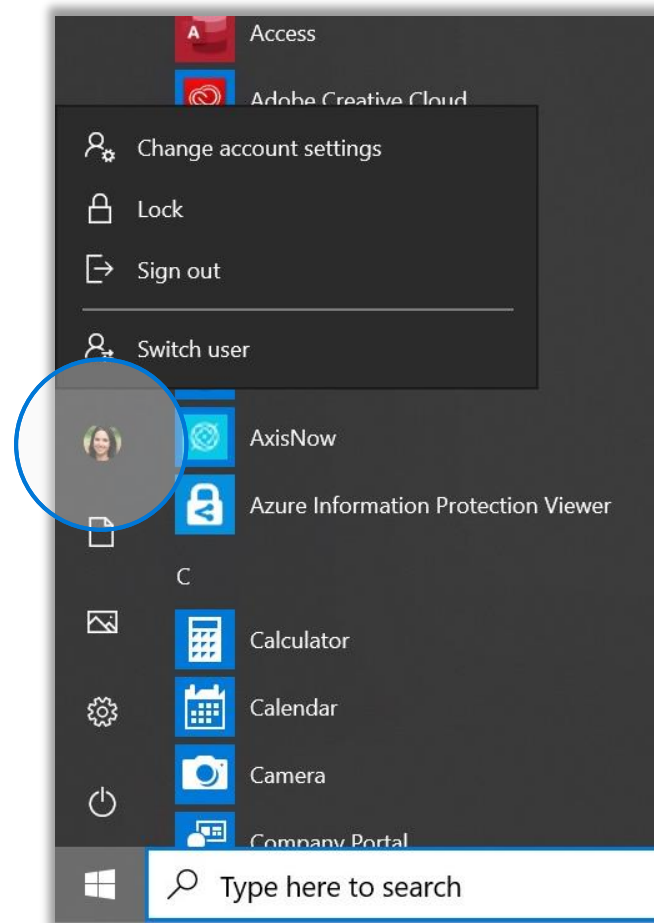 A
Access
Adobe Creative Cloud
Change account settings
Lock
Sign out
Switch user
AxisNow
Azure Information Protection Viewer
C
Calculator
Calendar
Camera
Company Portal
Type here to search